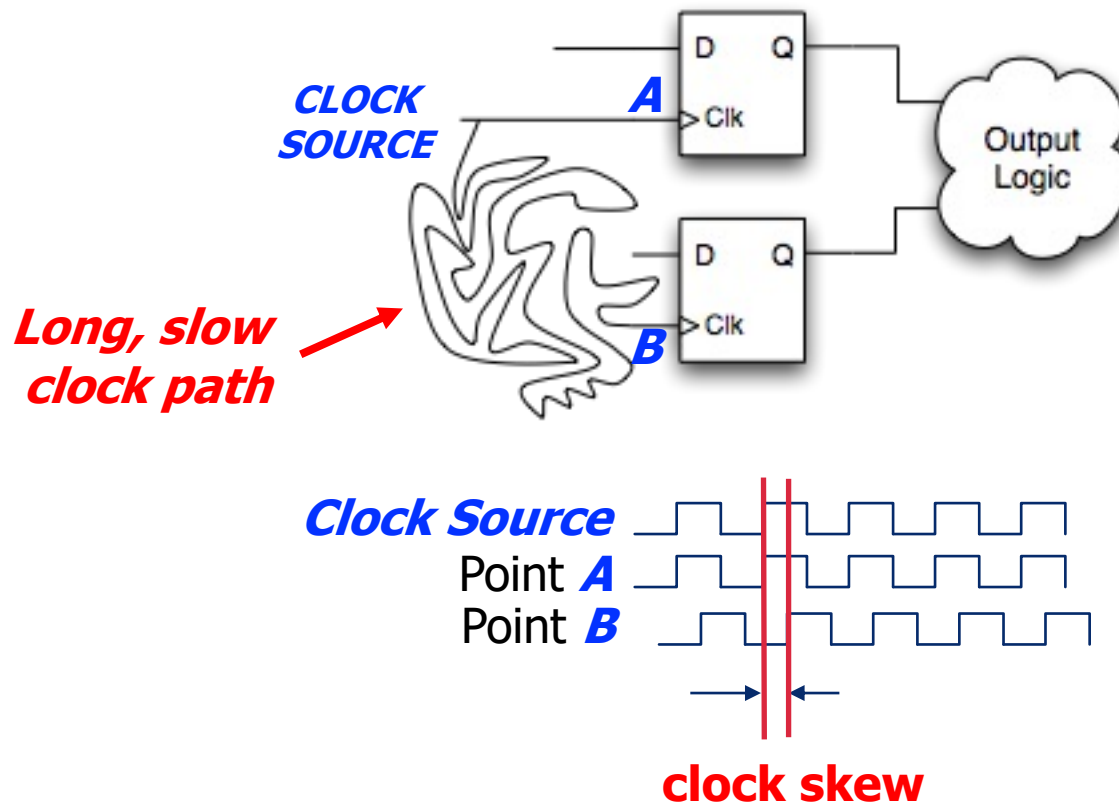 D Q
CLOCK
SOURCE
A
Clk
Output
Logic
D Q
Long, slow
clock path
B
Clk
Clock Source
Point A
Point B
clock skew